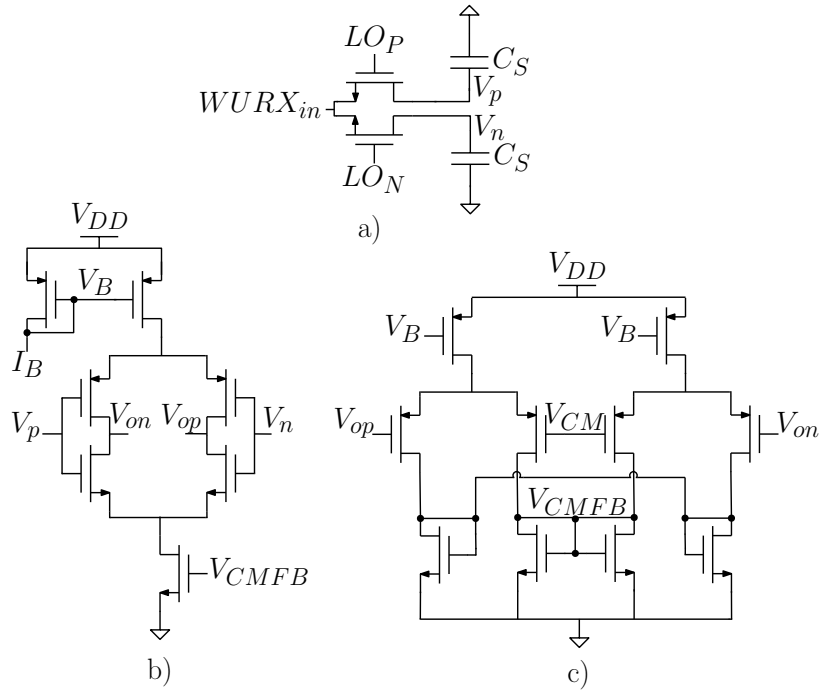 LO_P
C_S
V_p
WURX_in
V_n
C_S
LO_N
a)
V_DD
V_B
I_B
V_p
V_on
V_op
V_n
V_CMFB
b)
V_DD
V_B
V_B
V_op
V_CM
V_on
V_CMFB
c)